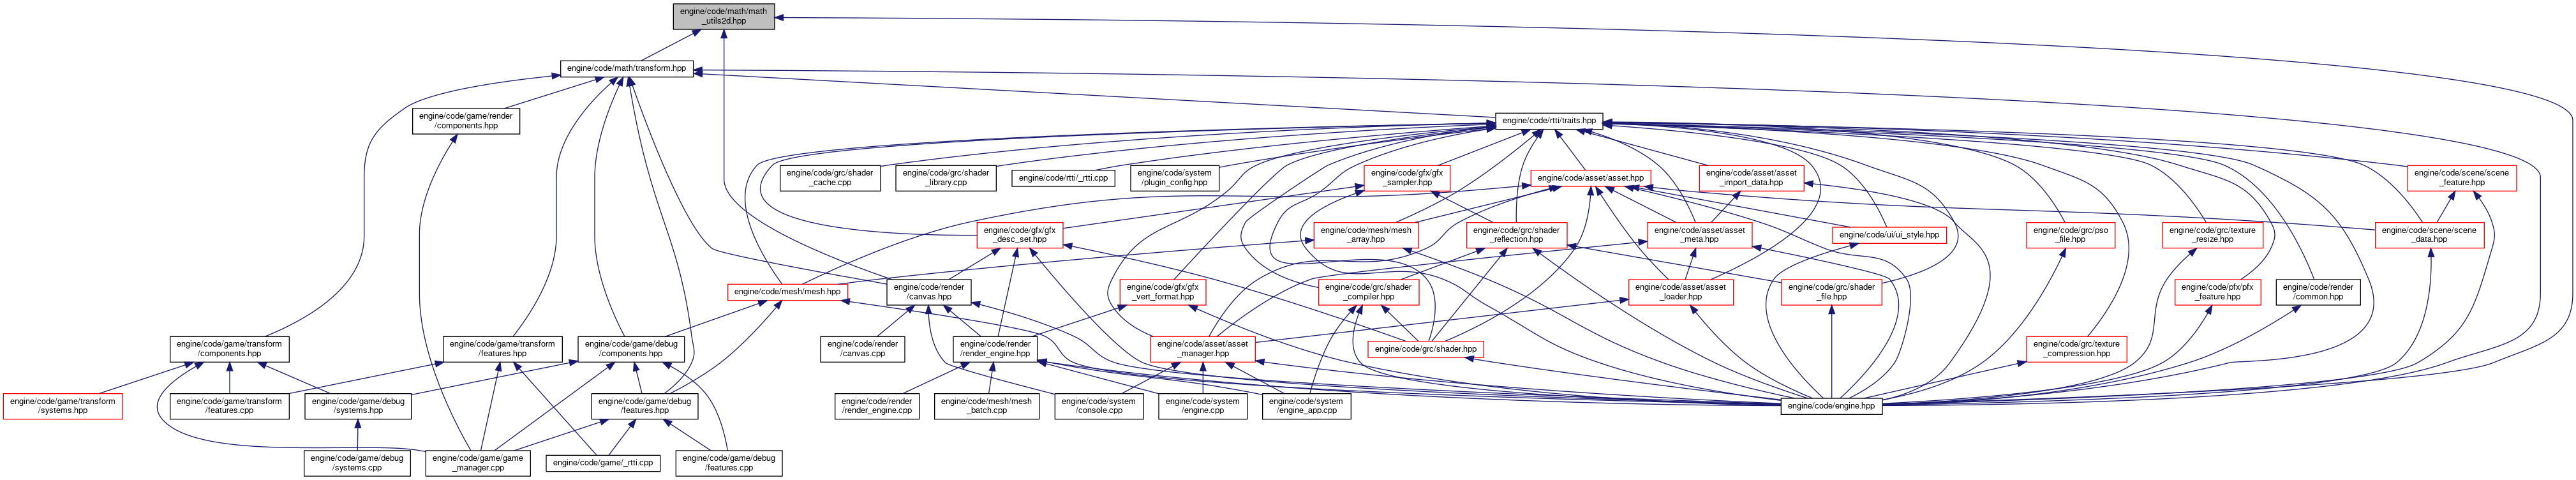 engine/code/math/math
_utils2d.hpp
engine/code/math/transform.hpp
engine/code/game/render
/components.hpp
engine/code/rtti/traits.hpp
engine/code/grc/shader
_cache.cpp
engine/code/grc/shader
_library.cpp
engine/code/rtti/_rtti.cpp
engine/code/system
/plugin_config.hpp
engine/code/gfx/gfx
_sampler.hpp
engine/code/asset/asset.hpp
engine/code/asset/asset
_import_data.hpp
engine/code/scene/scene
_feature.hpp
engine/code/gfx/gfx
_desc_set.hpp
engine/code/mesh/mesh
_array.hpp
engine/code/grc/shader
_reflection.hpp
engine/code/asset/asset
_meta.hpp
engine/code/ui/ui_style.hpp
engine/code/grc/pso
_file.hpp
engine/code/grc/texture
_resize.hpp
engine/code/scene/scene
_data.hpp
engine/code/mesh/mesh.hpp
engine/code/render
/canvas.hpp
engine/code/gfx/gfx
_vert_format.hpp
engine/code/grc/shader
_compiler.hpp
engine/code/asset/asset
_loader.hpp
engine/code/grc/shader
_file.hpp
engine/code/pfx/pfx
_feature.hpp
engine/code/render
/common.hpp
engine/code/game/transform
/components.hpp
engine/code/game/transform
/features.hpp
engine/code/game/debug
/components.hpp
engine/code/render
/canvas.cpp
engine/code/render
/render_engine.hpp
engine/code/asset/asset
_manager.hpp
engine/code/grc/shader.hpp
engine/code/grc/texture
_compression.hpp
engine/code/game/transform
/systems.hpp
engine/code/game/transform
/features.cpp
engine/code/game/debug
/systems.hpp
engine/code/game/debug
/features.hpp
engine/code/render
/render_engine.cpp
engine/code/mesh/mesh
_batch.cpp
engine/code/system
/console.cpp
engine/code/system
/engine.cpp
engine/code/system
/engine_app.cpp
engine/code/engine.hpp
engine/code/game/debug
/systems.cpp
engine/code/game/game
_manager.cpp
engine/code/game/_rtti.cpp
engine/code/game/debug
/features.cpp